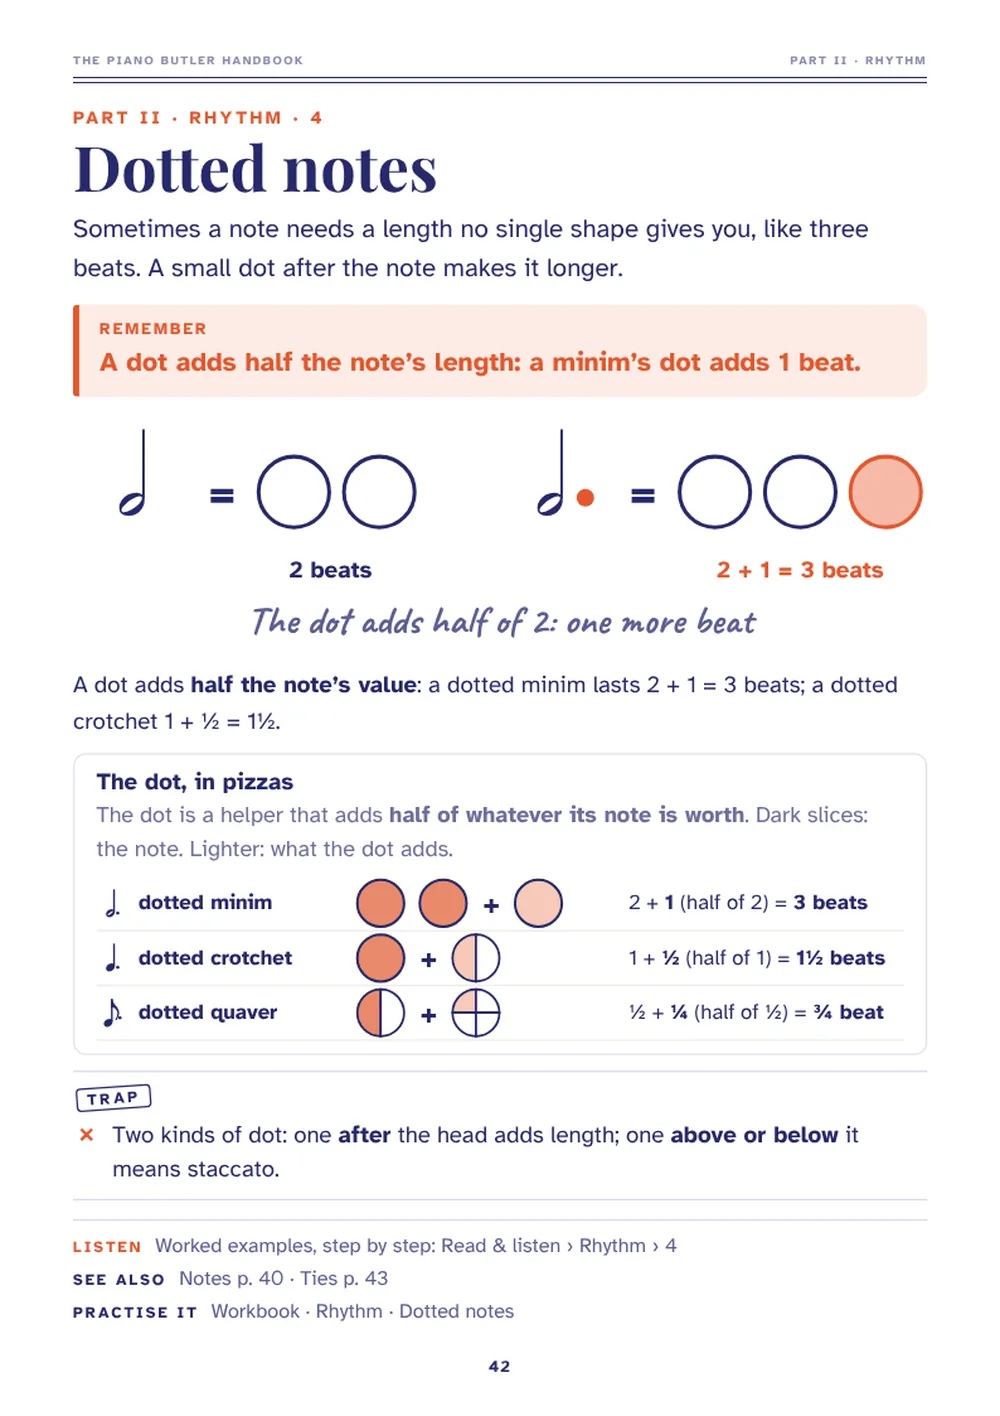 THE PIANO BUTLER HANDBOOK
PART II · RHYTHM
PART II · RHYTHM · 4
Dotted notes
Sometimes a note needs a length no single shape gives you, like three
beats. A small dot after the note makes it longer.
REMEMBER
A dot adds half the note’s length: a minim’s dot adds 1 beat.
=
=
2 beats
2 + 1 = 3 beats
The dot adds half of 2: one more beat
A dot adds half the note’s value: a dotted minim lasts 2 + 1 = 3 beats; a dotted
crotchet 1 + ½ = 1½.
The dot, in pizzas
The dot is a helper that adds half of whatever its note is worth. Dark slices:
the note. Lighter: what the dot adds.
dotted minim + 2 + 1 (half of 2) = 3 beats
dotted crotchet + 1 + ½ (half of 1) = 1½ beats
dotted quaver + ½ + ¼ (half of ½) = ¾ beat
TRAP
× Two kinds of dot: one after the head adds length; one above or below it
means staccato.
LISTEN Worked examples, step by step: Read & listen › Rhythm › 4
SEE ALSO Notes p. 40 · Ties p. 43
PRACTISE IT Workbook · Rhythm · Dotted notes
42